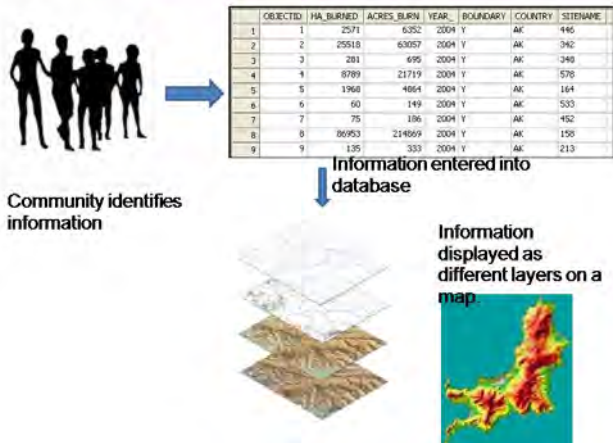 OBJECTID HA_BURNED ACRES_BURN YEAR_ BOUNDARY COUNTRY SITENAME
1 1 2571 6352 2004 Y AK 446
2 2 25518 63057 2004 Y AK 342
3 3 281 695 2004 Y AK 348
4 4 8789 21719 2004 Y AK 578
5 5 1968 4864 2004 Y AK 164
6 6 60 149 2004 Y AK 533
7 7 75 186 2004 Y AK 452
8 8 86953 214869 2004 Y AK 158
9 9 135 333 2004 Y AK 213
Information entered into
database
Community identifies
information
Information
displayed as
different layers on a
map.